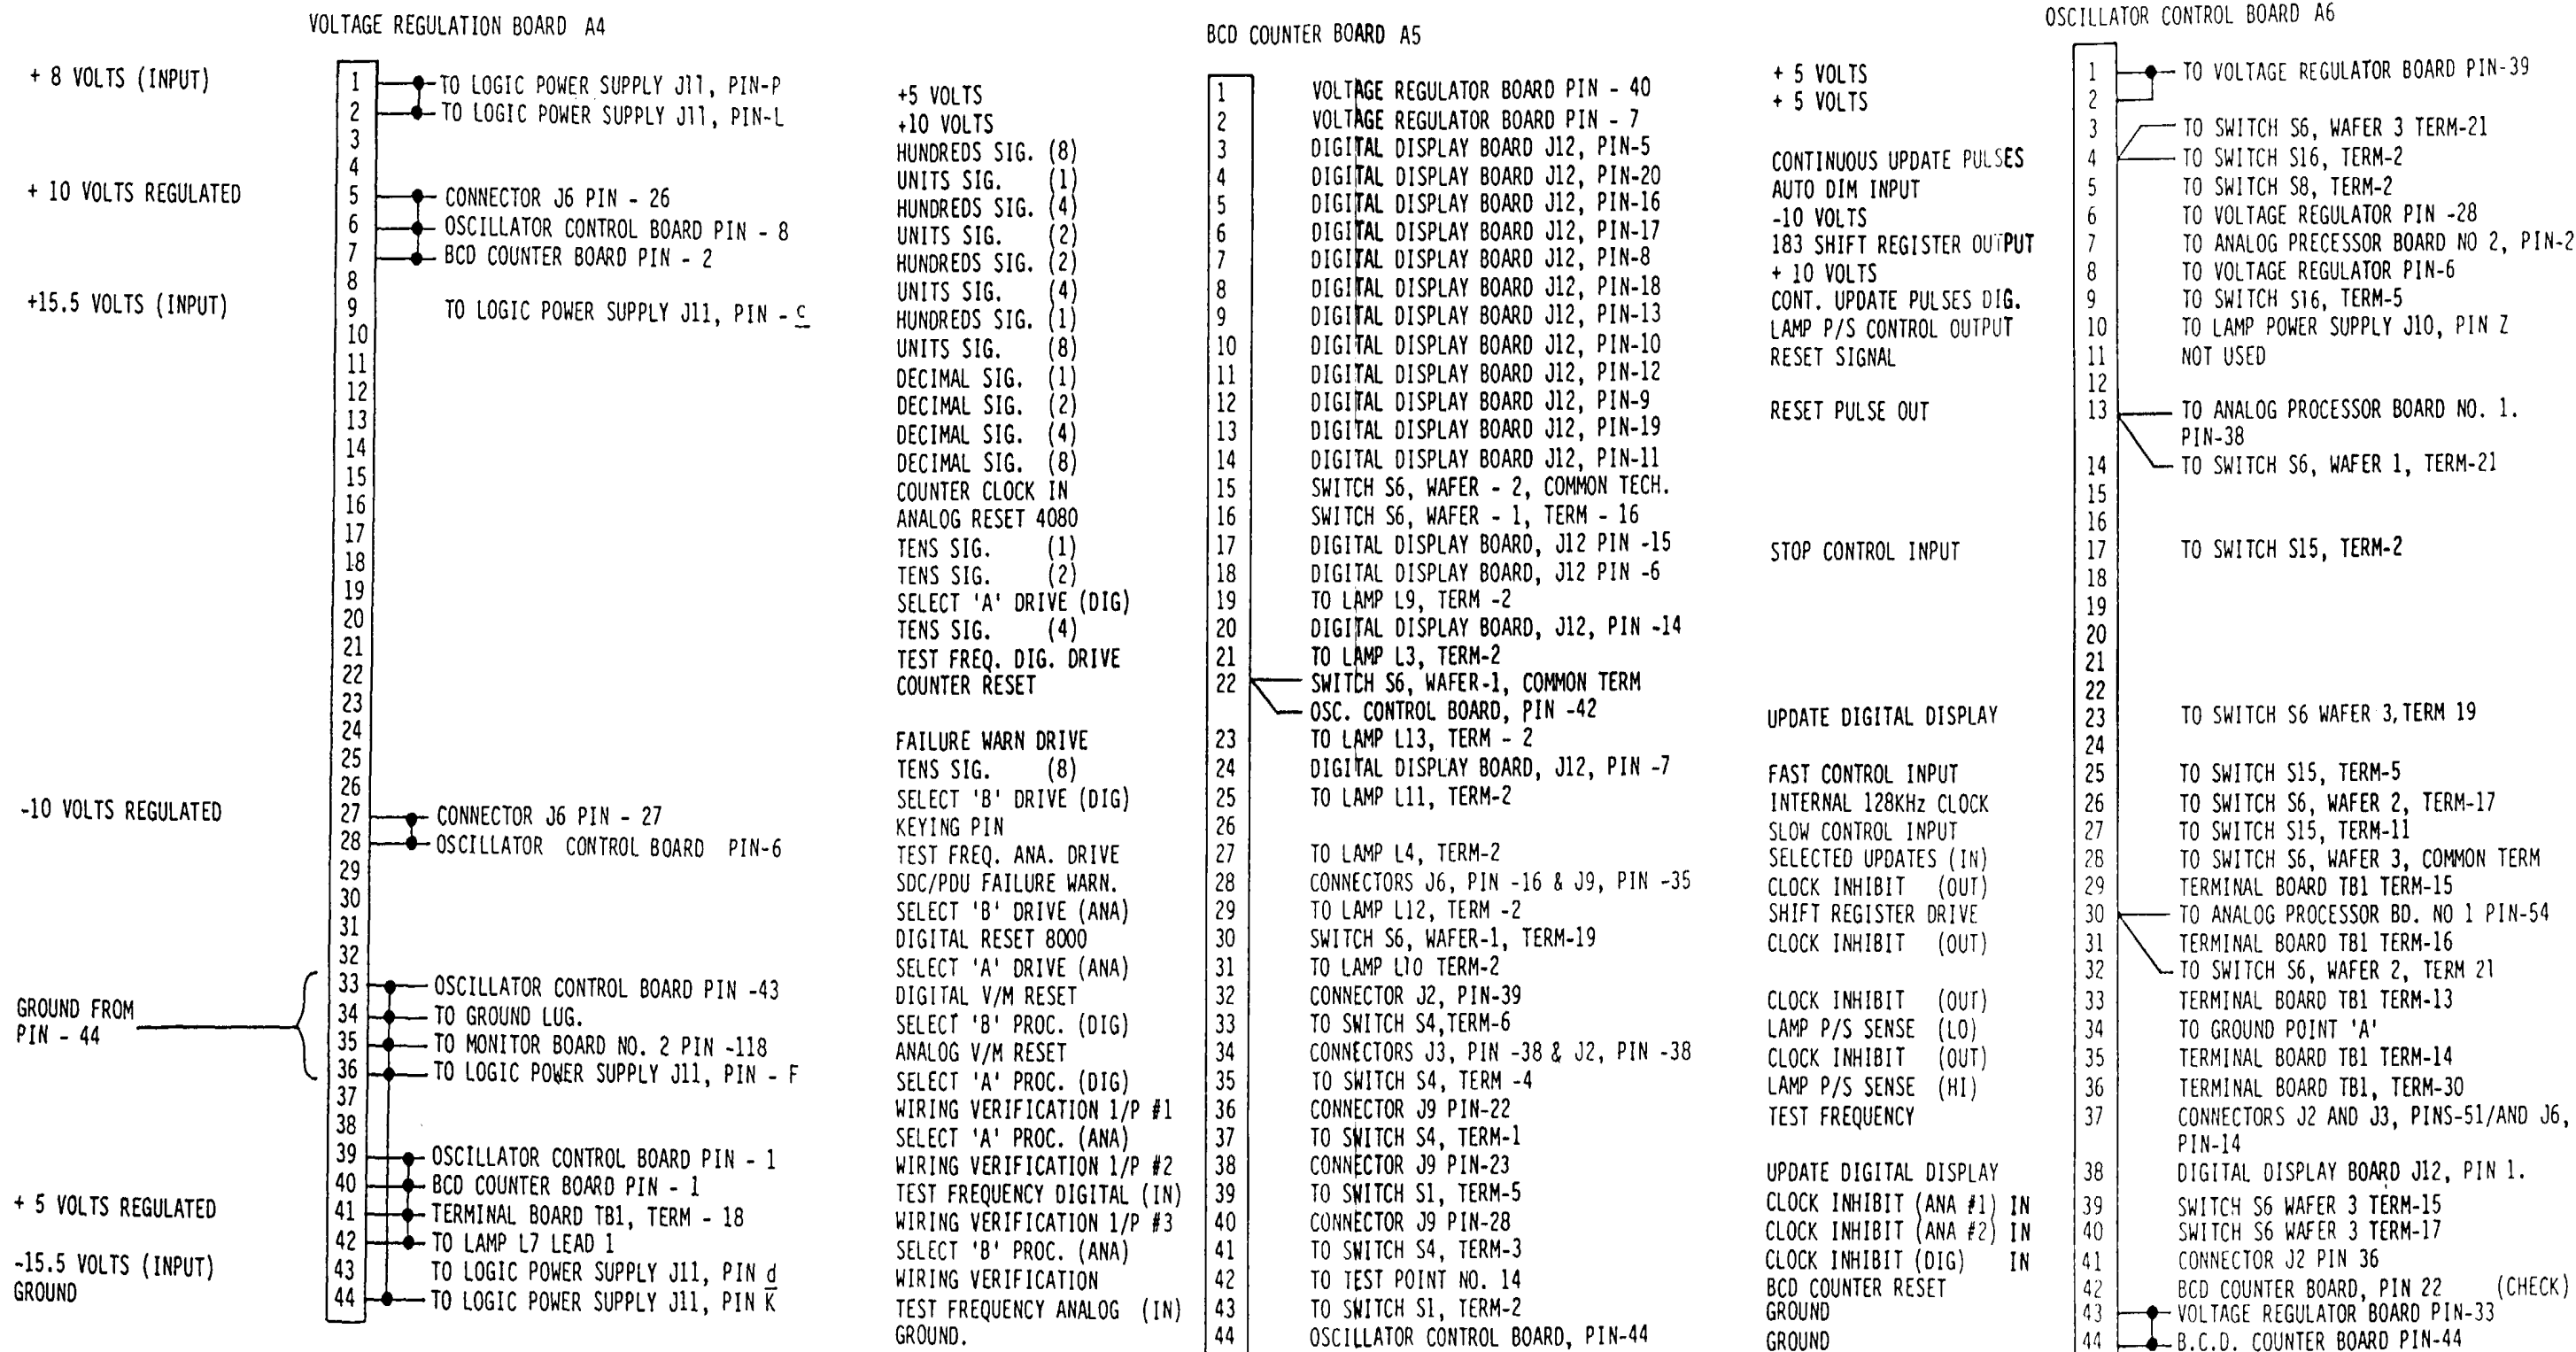 VOLTAGE REGULATION BOARD A4
+ 8 VOLTS (INPUT)
1 TO LOGIC POWER SUPPLY J11, PIN-P
2 TO LOGIC POWER SUPPLY J11, PIN-L
3
4
+ 10 VOLTS REGULATED 5 CONNECTOR J6 PIN - 26
6 OSCILLATOR CONTROL BOARD PIN - 8
7 BCD COUNTER BOARD PIN - 2
8
+15.5 VOLTS (INPUT) 9 TO LOGIC POWER SUPPLY J11, PIN - c
10
11
12
13
14
15
16
17
18
19
20
21
22
23
24
25
26
-10 VOLTS REGULATED 27 CONNECTOR J6 PIN - 27
28 OSCILLATOR CONTROL BOARD PIN-6
29
30
31
32
33 OSCILLATOR CONTROL BOARD PIN -43
GROUND FROM
PIN - 44
34 TO GROUND LUG.
35 TO MONITOR BOARD NO. 2 PIN -118
36 TO LOGIC POWER SUPPLY J11, PIN - F
37
38
39 OSCILLATOR CONTROL BOARD PIN - 1
40 BCD COUNTER BOARD PIN - 1
+ 5 VOLTS REGULATED 41 TERMINAL BOARD TB1, TERM - 18
42 TO LAMP L7 LEAD 1
-15.5 VOLTS (INPUT) 43 TO LOGIC POWER SUPPLY J11, PIN d
GROUND 44 TO LOGIC POWER SUPPLY J11, PIN K
BCD COUNTER BOARD A5
+5 VOLTS 1 VOLTAGE REGULATOR BOARD PIN - 40
+10 VOLTS 2 VOLTAGE REGULATOR BOARD PIN - 7
HUNDREDS SIG. (8) 3 DIGITAL DISPLAY BOARD J12, PIN-5
UNITS SIG. (1) 4 DIGITAL DISPLAY BOARD J12, PIN-20
HUNDREDS SIG. (4) 5 DIGITAL DISPLAY BOARD J12, PIN-16
UNITS SIG. (2) 6 DIGITAL DISPLAY BOARD J12, PIN-17
HUNDREDS SIG. (2) 7 DIGITAL DISPLAY BOARD J12, PIN-8
UNITS SIG. (4) 8 DIGITAL DISPLAY BOARD J12, PIN-18
HUNDREDS SIG. (1) 9 DIGITAL DISPLAY BOARD J12, PIN-13
UNITS SIG. (8) 10 DIGITAL DISPLAY BOARD J12, PIN-10
DECIMAL SIG. (1) 11 DIGITAL DISPLAY BOARD J12, PIN-12
DECIMAL SIG. (2) 12 DIGITAL DISPLAY BOARD J12, PIN-9
DECIMAL SIG. (4) 13 DIGITAL DISPLAY BOARD J12, PIN-19
DECIMAL SIG. (8) 14 DIGITAL DISPLAY BOARD J12, PIN-11
COUNTER CLOCK IN 15 SWITCH S6, WAFER - 2, COMMON TECH.
ANALOG RESET 4080 16 SWITCH S6, WAFER - 1, TERM - 16
TENS SIG. (1) 17 DIGITAL DISPLAY BOARD, J12 PIN -15
TENS SIG. (2) 18 DIGITAL DISPLAY BOARD, J12 PIN -6
SELECT 'A' DRIVE (DIG) 19 TO LAMP L9, TERM -2
TENS SIG. (4) 20 DIGITAL DISPLAY BOARD, J12, PIN -14
TEST FREQ. DIG. DRIVE 21 TO LAMP L3, TERM-2
COUNTER RESET 22 SWITCH S6, WAFER-1, COMMON TERM
OSC. CONTROL BOARD, PIN -42
FAILURE WARN DRIVE 23 TO LAMP L13, TERM - 2
TENS SIG. (8) 24 DIGITAL DISPLAY BOARD, J12, PIN -7
SELECT 'B' DRIVE (DIG) 25 TO LAMP L11, TERM-2
KEYING PIN 26
TEST FREQ. ANA. DRIVE 27 TO LAMP L4, TERM-2
SDC/PDU FAILURE WARN. 28 CONNECTORS J6, PIN -16 & J9, PIN -35
SELECT 'B' DRIVE (ANA) 29 TO LAMP L12, TERM -2
DIGITAL RESET 8000 30 SWITCH S6, WAFER-1, TERM-19
SELECT 'A' DRIVE (ANA) 31 TO LAMP L10 TERM-2
DIGITAL V/M RESET 32 CONNECTOR J2, PIN-39
SELECT 'B' PROC. (DIG) 33 TO SWITCH S4,TERM-6
ANALOG V/M RESET 34 CONNECTORS J3, PIN -38 & J2, PIN -38
SELECT 'A' PROC. (DIG) 35 TO SWITCH S4, TERM -4
WIRING VERIFICATION 1/P #1 36 CONNECTOR J9 PIN-22
SELECT 'A' PROC. (ANA) 37 TO SWITCH S4, TERM-1
WIRING VERIFICATION 1/P #2 38 CONNECTOR J9 PIN-23
TEST FREQUENCY DIGITAL (IN) 39 TO SWITCH S1, TERM-5
WIRING VERIFICATION 1/P #3 40 CONNECTOR J9 PIN-28
SELECT 'B' PROC. (ANA) 41 TO SWITCH S4, TERM-3
WIRING VERIFICATION 42 TO TEST POINT NO. 14
TEST FREQUENCY ANALOG (IN) 43 TO SWITCH S1, TERM-2
GROUND. 44 OSCILLATOR CONTROL BOARD, PIN-44
OSCILLATOR CONTROL BOARD A6
+ 5 VOLTS 1 TO VOLTAGE REGULATOR BOARD PIN-39
+ 5 VOLTS 2
3 TO SWITCH S6, WAFER 3 TERM-21
CONTINUOUS UPDATE PULSES 4 TO SWITCH S16, TERM-2
AUTO DIM INPUT 5 TO SWITCH S8, TERM-2
-10 VOLTS 6 TO VOLTAGE REGULATOR PIN -28
183 SHIFT REGISTER OUTPUT 7 TO ANALOG PRECESSOR BOARD NO 2, PIN-2
+ 10 VOLTS 8 TO VOLTAGE REGULATOR PIN-6
CONT. UPDATE PULSES DIG. 9 TO SWITCH S16, TERM-5
LAMP P/S CONTROL OUTPUT 10 TO LAMP POWER SUPPLY J10, PIN Z
RESET SIGNAL 11 NOT USED
12
RESET PULSE OUT 13 TO ANALOG PROCESSOR BOARD NO. 1.
PIN-38
14 TO SWITCH S6, WAFER 1, TERM-21
15
16
STOP CONTROL INPUT 17 TO SWITCH S15, TERM-2
18
19
20
21
22
UPDATE DIGITAL DISPLAY 23 TO SWITCH S6 WAFER 3,TERM 19
24
FAST CONTROL INPUT 25 TO SWITCH S15, TERM-5
INTERNAL 128KHz CLOCK 26 TO SWITCH S6, WAFER 2, TERM-17
SLOW CONTROL INPUT 27 TO SWITCH S15, TERM-11
SELECTED UPDATES (IN) 28 TO SWITCH S6, WAFER 3, COMMON TERM
CLOCK INHIBIT (OUT) 29 TERMINAL BOARD TB1 TERM-15
SHIFT REGISTER DRIVE 30 TO ANALOG PROCESSOR BD. NO 1 PIN-54
CLOCK INHIBIT (OUT) 31 TERMINAL BOARD TB1 TERM-16
32 TO SWITCH S6, WAFER 2, TERM 21
CLOCK INHIBIT (OUT) 33 TERMINAL BOARD TB1 TERM-13
LAMP P/S SENSE (LO) 34 TO GROUND POINT 'A'
CLOCK INHIBIT (OUT) 35 TERMINAL BOARD TB1 TERM-14
LAMP P/S SENSE (HI) 36 TERMINAL BOARD TB1, TERM-30
TEST FREQUENCY 37 CONNECTORS J2 AND J3, PINS-51/AND J6,
PIN-14
UPDATE DIGITAL DISPLAY 38 DIGITAL DISPLAY BOARD J12, PIN 1.
CLOCK INHIBIT (ANA #1) IN 39 SWITCH S6 WAFER 3 TERM-15
CLOCK INHIBIT (ANA #2) IN 40 SWITCH S6 WAFER 3 TERM-17
CLOCK INHIBIT (DIG) IN 41 CONNECTOR J2 PIN 36
BCD COUNTER RESET 42 BCD COUNTER BOARD, PIN 22 (CHECK)
GROUND 43 VOLTAGE REGULATOR BOARD PIN-33
GROUND 44 B.C.D. COUNTER BOARD PIN-44